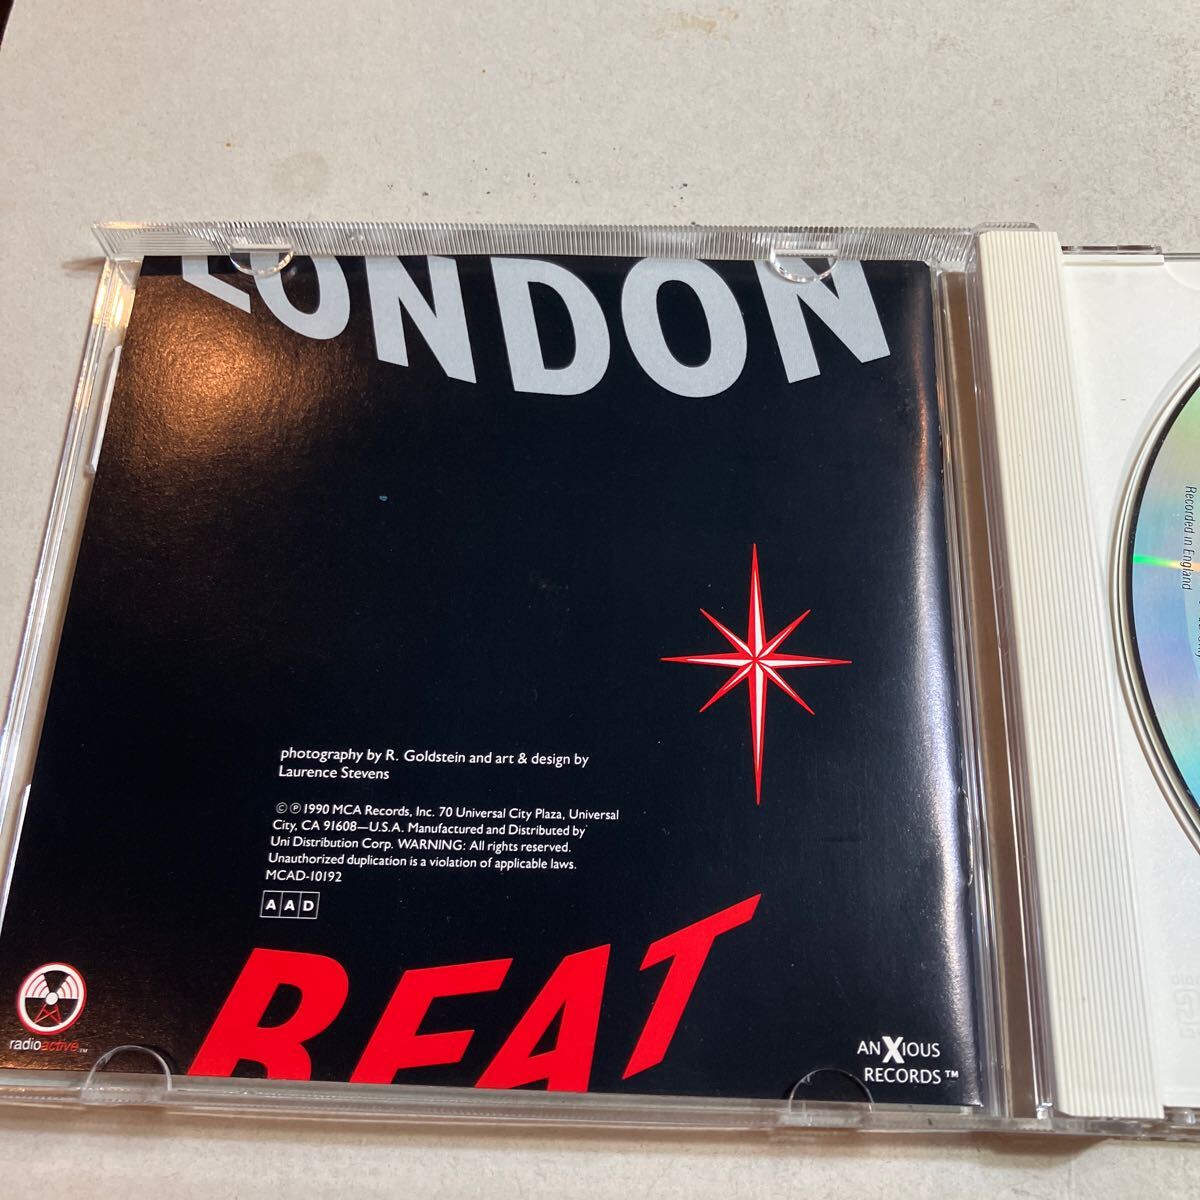 LONDON
photography by R. Goldstein and art & design by
Laurence Stevens
© ℗ 1990 MCA Records, Inc. 70 Universal City Plaza, Universal
City, CA 91608—U.S.A. Manufactured and Distributed by
Uni Distribution Corp. WARNING: All rights reserved.
Unauthorized duplication is a violation of applicable laws.
MCAD-10192
AAD
BEAT
radioactive™
ANXIOUS
RECORDS™
Recorded in England